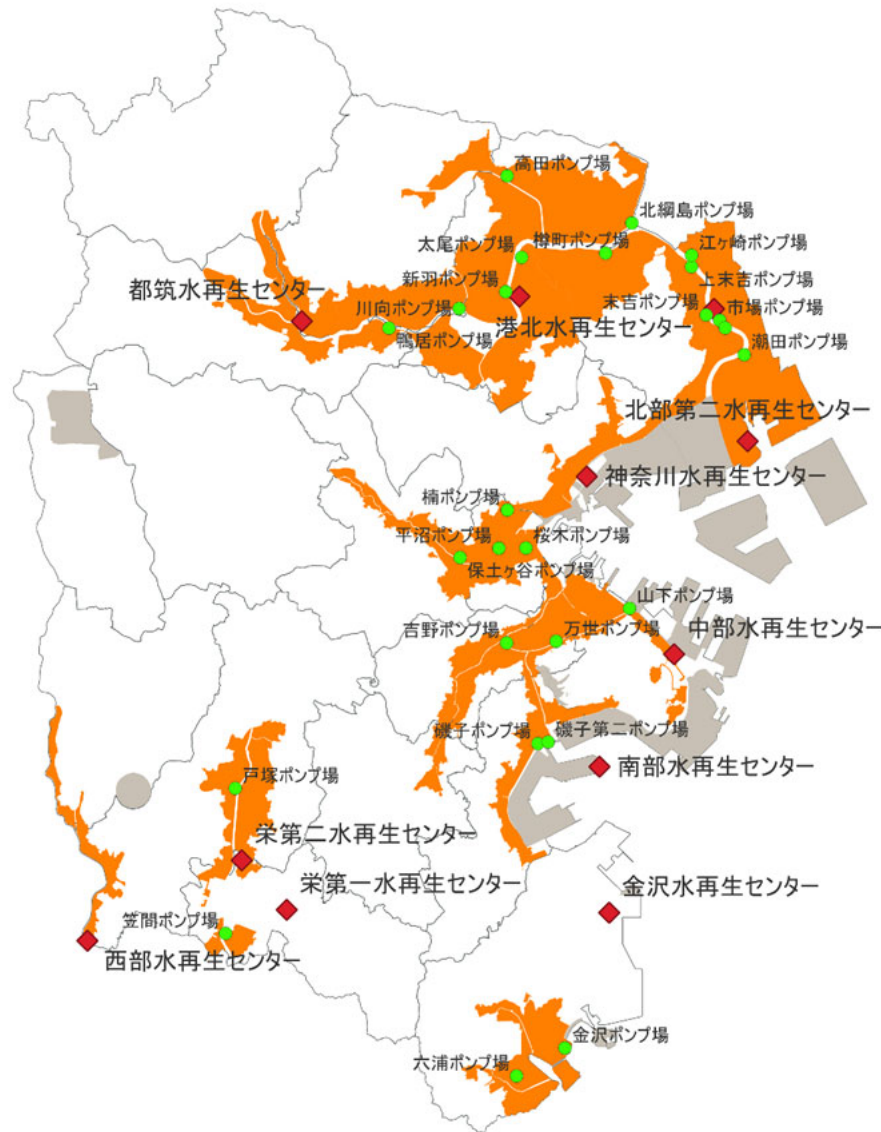 高田ポンプ場
北綱島ポンプ場
太尾ポンプ場
樽町ポンプ場
江ヶ崎ポンプ場
新羽ポンプ場
上末吉ポンプ場
都筑水再生センター
川向ポンプ場
末吉ポンプ場
市場ポンプ場
港北水再生センター
鴨居ポンプ場
潮田ポンプ場
北部第二水再生センター
神奈川水再生センター
楠ポンプ場
平沼ポンプ場
桜木ポンプ場
保土ヶ谷ポンプ場
山下ポンプ場
吉野ポンプ場
万世ポンプ場
中部水再生センター
磯子ポンプ場
磯子第二ポンプ場
南部水再生センター
戸塚ポンプ場
栄第二水再生センター
栄第一水再生センター
金沢水再生センター
笠間ポンプ場
西部水再生センター
金沢ポンプ場
六浦ポンプ場